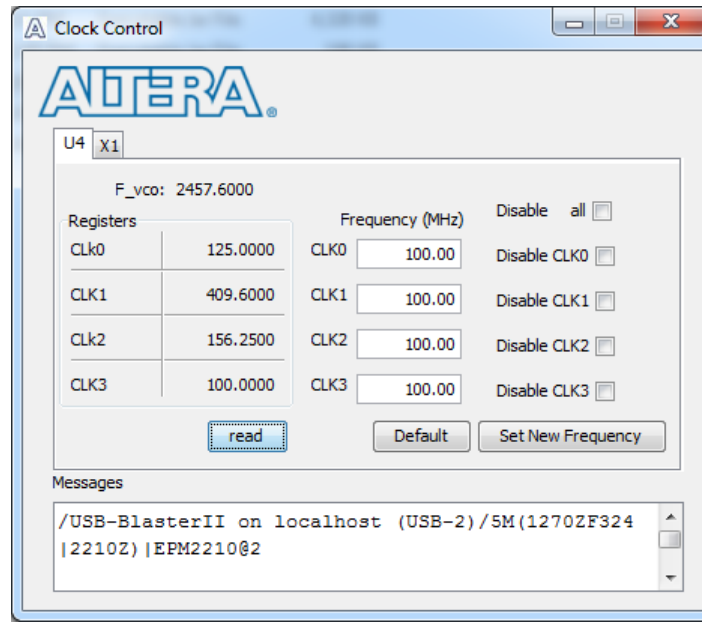 Clock Control
ALTERA®
U4 X1
F_vco: 2457.6000
Registers Frequency (MHz) Disable all
CLk0 125.0000 CLK0 100.00 Disable CLK0
CLK1 409.6000 CLK1 100.00 Disable CLK1
CLk2 156.2500 CLK2 100.00 Disable CLK2
CLK3 100.0000 CLK3 100.00 Disable CLK3
read Default Set New Frequency
Messages
/USB-BlasterII on localhost (USB-2)/5M(1270ZF324
|2210Z)|EPM2210@2